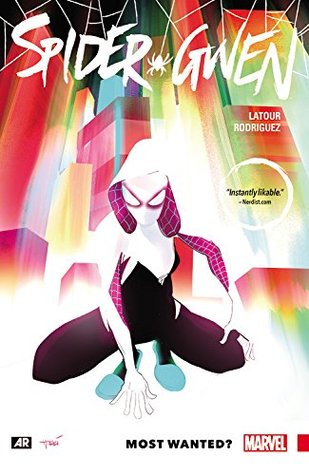 SPIDER GWEN
LATOUR
RODRIGUEZ
"Instantly likable."
– Nerdist.com
AR
MOST WANTED?
MARVEL